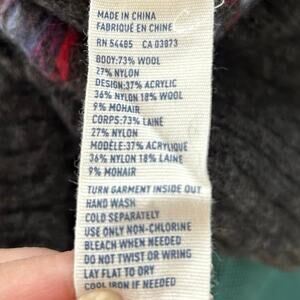 MADE IN CHINA
FABRIQUÉ EN CHINE
RN 54485 CA 03873
BODY:73% WOOL
27% NYLON
DESIGN:37% ACRYLIC
36% NYLON 18% WOOL
9% MOHAIR
CORPS:73% LAINE
27% NYLON
MODÈLE:37% ACRYLIQUE
36% NYLON 18% LAINE
9% MOHAIR
TURN GARMENT INSIDE OUT
HAND WASH
COLD SEPARATELY
USE ONLY NON-CHLORINE
BLEACH WHEN NEEDED
DO NOT TWIST OR WRING
LAY FLAT TO DRY
COOL IRON IF NEEDED